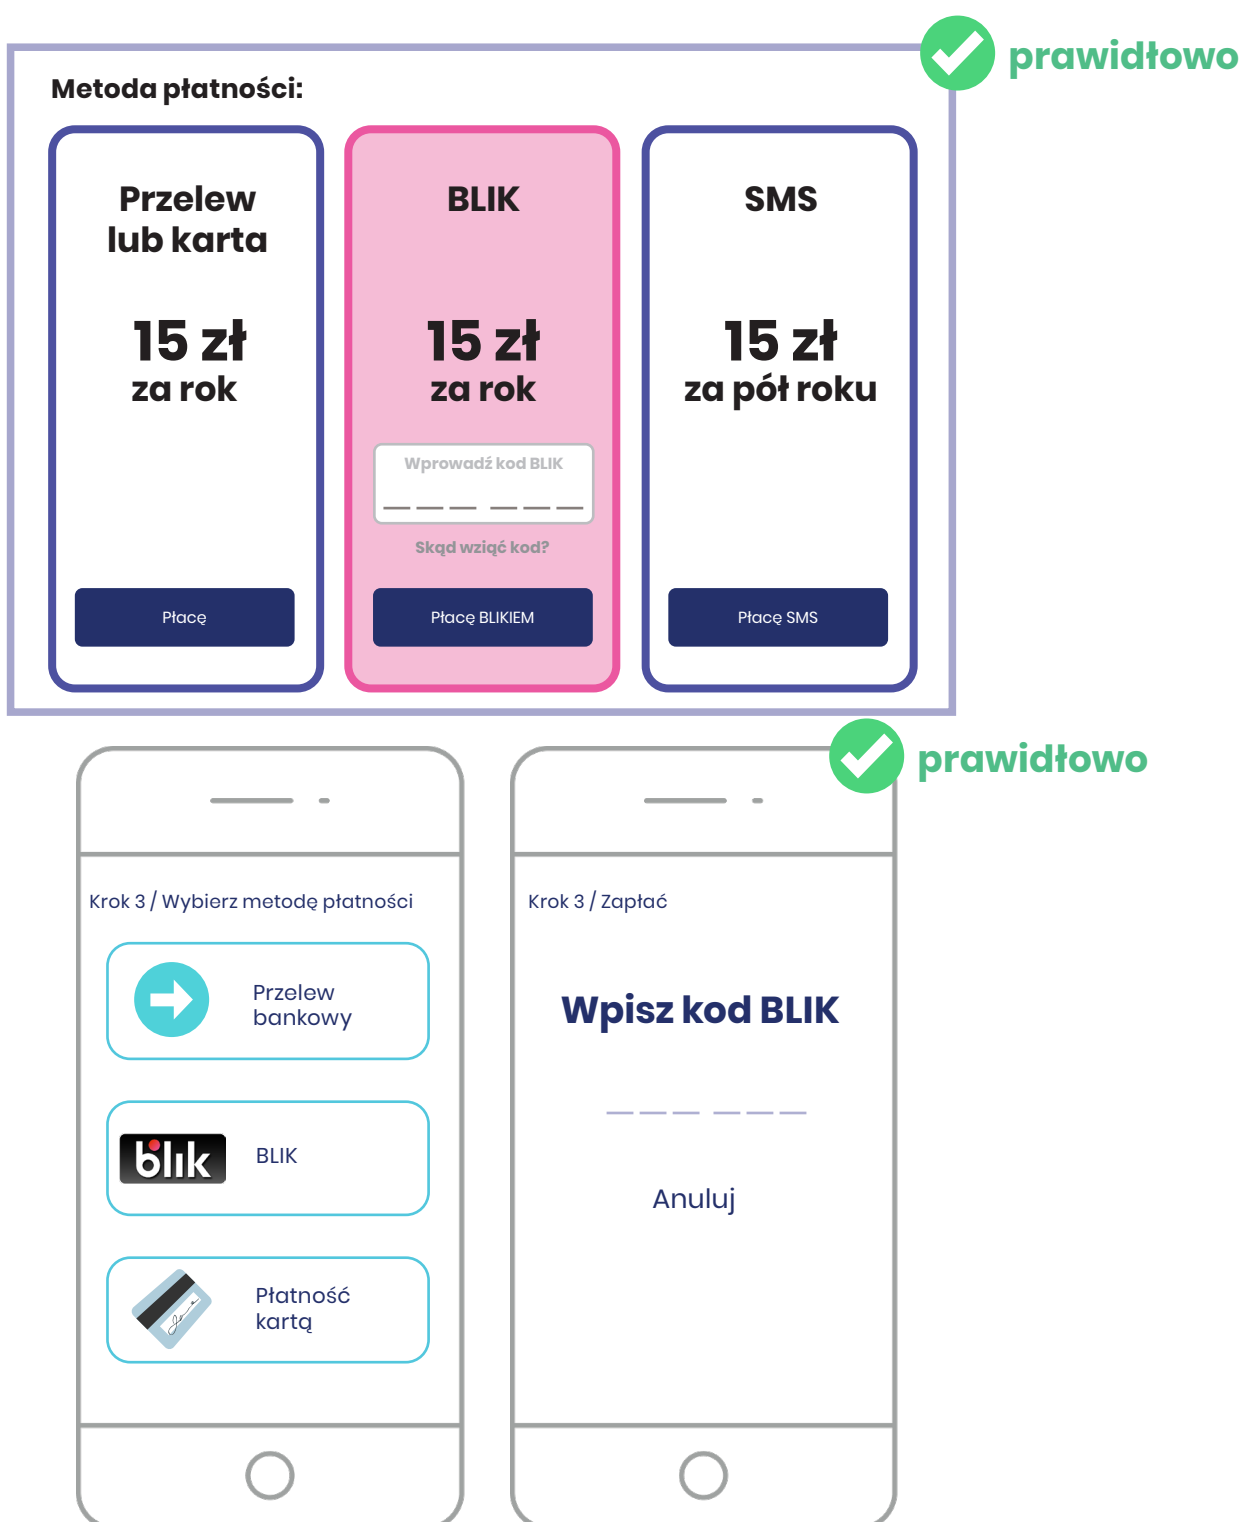 prawidłowo
Metoda płatności:
Przelew
lub karta
15 zł
za rok
Płacę
BLIK
15 zł
za rok
Wprowadź kod BLIK
Skąd wziąć kod?
Płacę BLIKIEM
SMS
15 zł
za pół roku
Płacę SMS
prawidłowo
Krok 3 / Wybierz metodę płatności
Przelew
bankowy
blik
BLIK
Płatność
kartą
Krok 3 / Zapłać
Wpisz kod BLIK
Anuluj